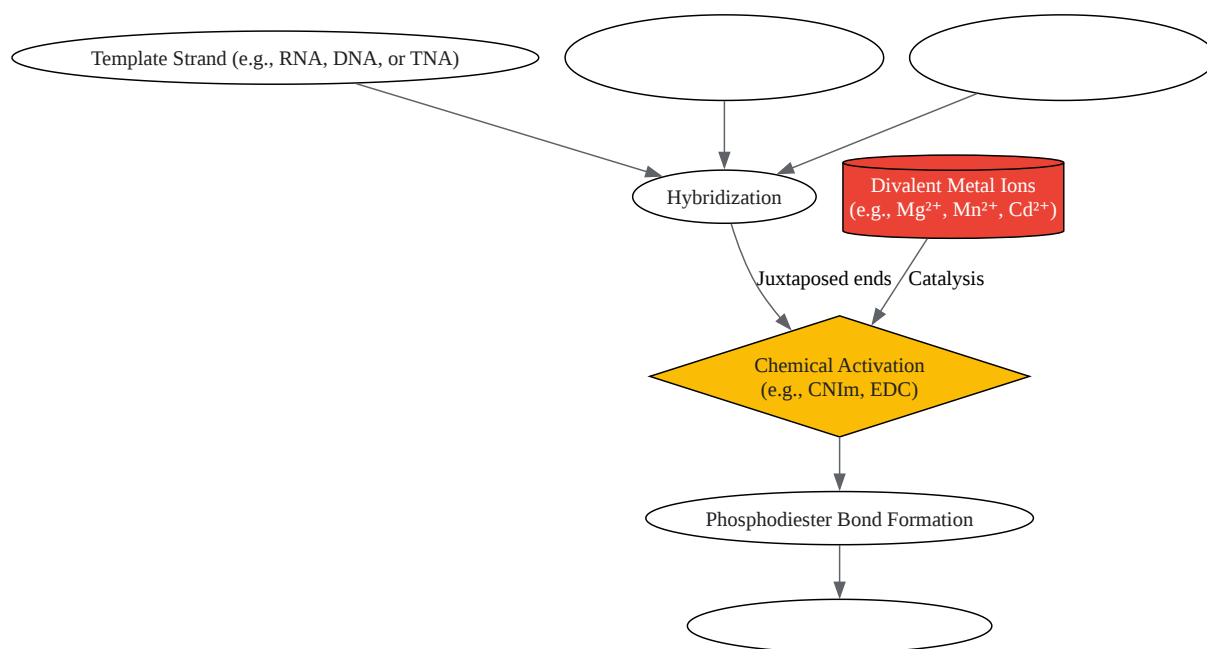 Template Strand (e.g., RNA, DNA, or TNA)
Hybridization
Divalent Metal Ions
(e.g., Mg²⁺, Mn²⁺, Cd²⁺)
Juxtaposed ends
Catalysis
Chemical Activation
(e.g., CNIm, EDC)
Phosphodiester Bond Formation